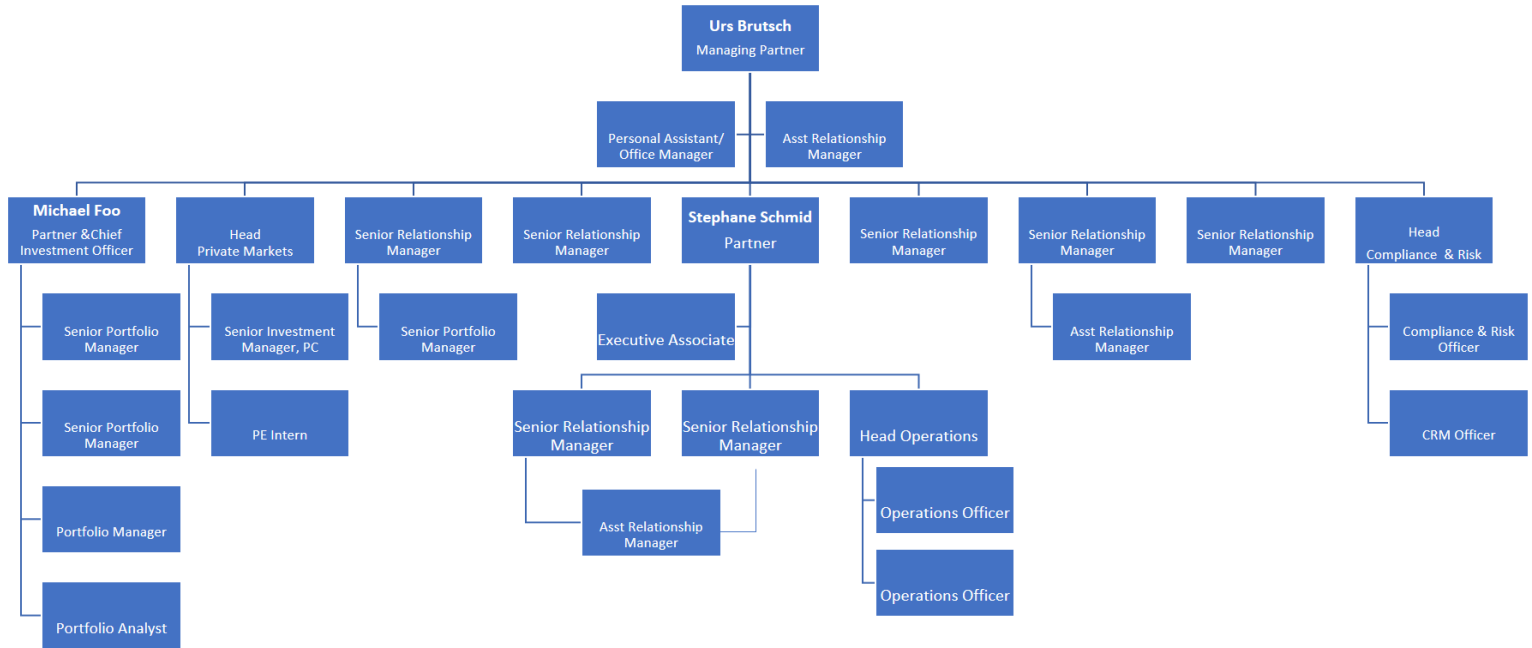 Urs Brutsch
Managing Partner
Personal Assistant/
Office Manager
Asst Relationship
Manager
Michael Foo
Partner &Chief
Investment Officer
Head
Private Markets
Senior Relationship
Manager
Senior Relationship
Manager
Stephane Schmid
Partner
Senior Relationship
Manager
Senior Relationship
Manager
Senior Relationship
Manager
Head
Compliance & Risk
Senior Portfolio
Manager
Senior Investment
Manager, PC
Senior Portfolio
Manager
Executive Associate
Asst Relationship
Manager
Compliance & Risk
Officer
Senior Portfolio
Manager
PE Intern
Senior Relationship
Manager
Senior Relationship
Manager
Head Operations
CRM Officer
Portfolio Manager
Asst Relationship
Manager
Operations Officer
Portfolio Analyst
Operations Officer